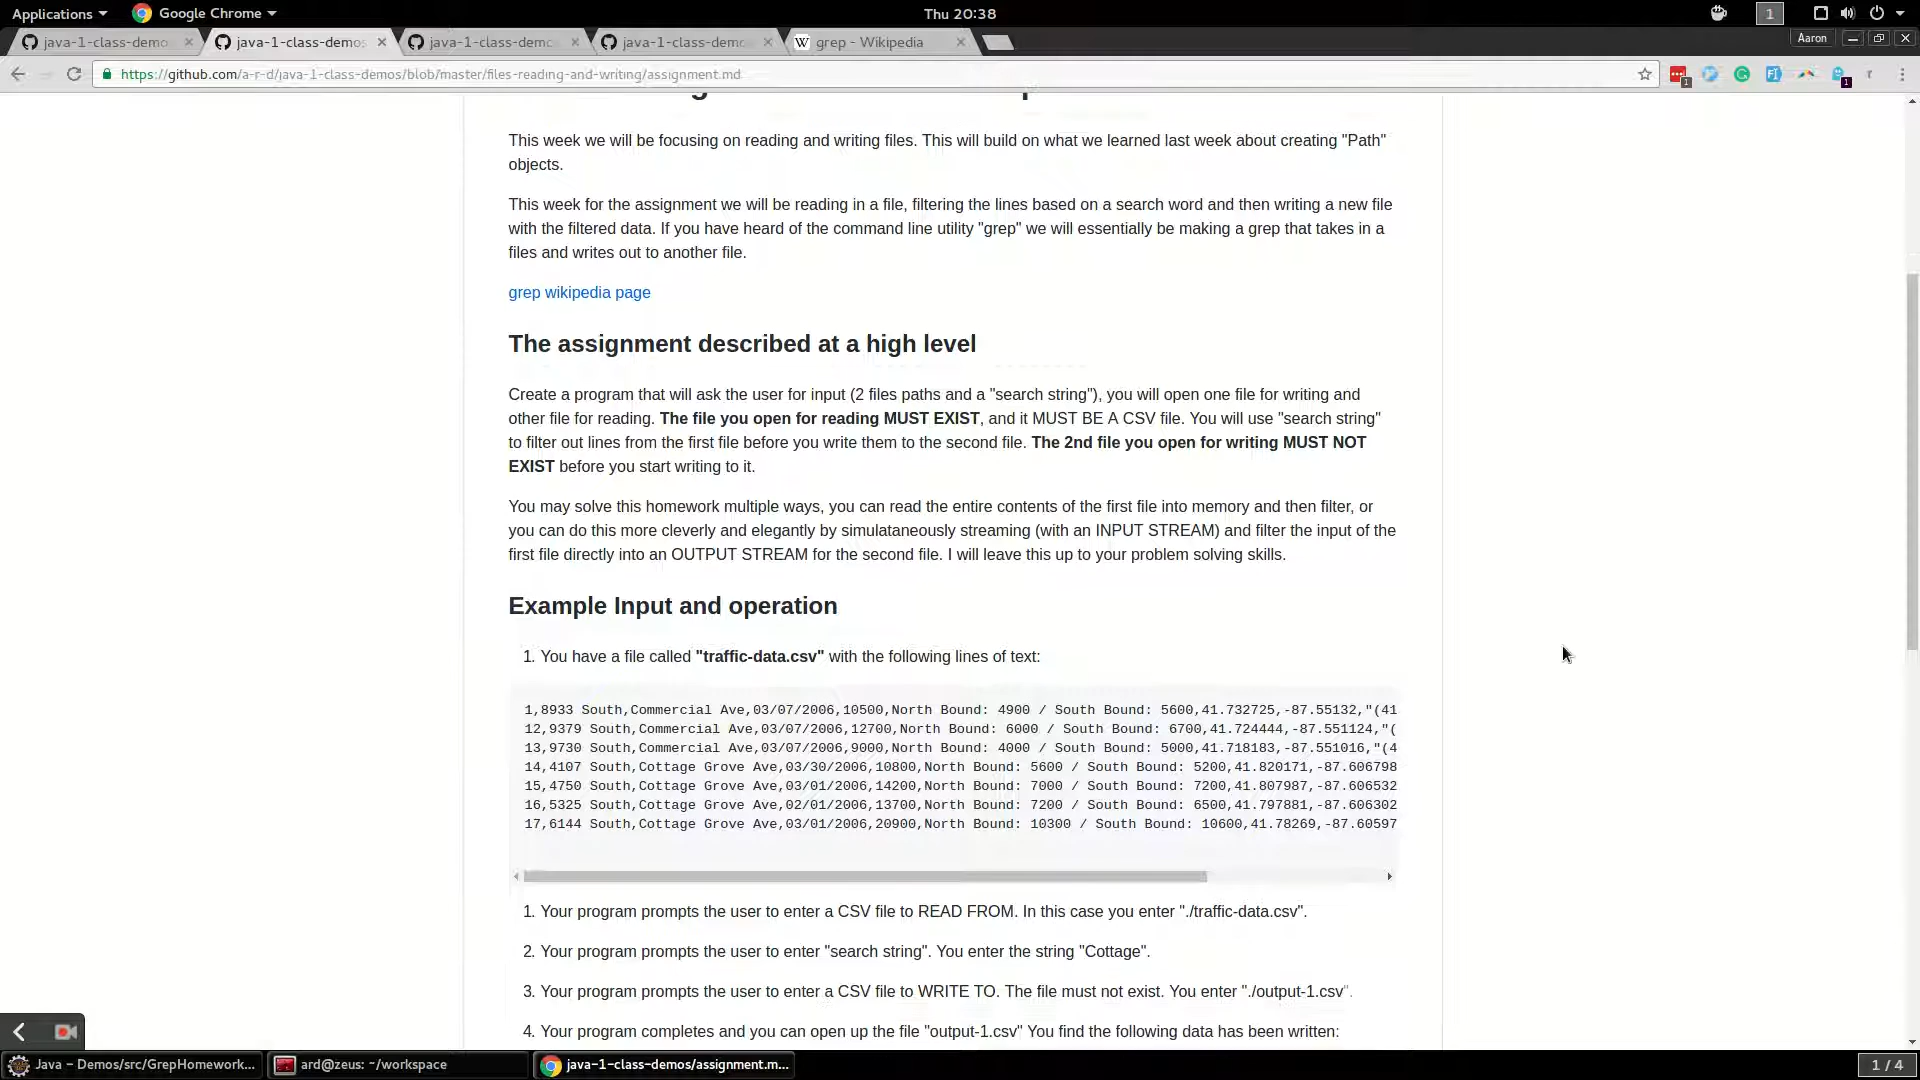 Applications
Google Chrome
Thu 20:38
1
java-1-class-demo
java-1-class-demos
java-1-class-demo
java-1-class-demo
grep - Wikipedia
Aaron
https://github.com/a-r-d/java-1-class-demos/blob/master/files-reading-and-writing/assignment.md
This week we will be focusing on reading and writing files. This will build on what we learned last week about creating "Path"
objects.
This week for the assignment we will be reading in a file, filtering the lines based on a search word and then writing a new file
with the filtered data. If you have heard of the command line utility "grep" we will essentially be making a grep that takes in a
files and writes out to another file.
grep wikipedia page
The assignment described at a high level
Create a program that will ask the user for input (2 files paths and a "search string"), you will open one file for writing and
other file for reading. The file you open for reading MUST EXIST, and it MUST BE A CSV file. You will use "search string"
to filter out lines from the first file before you write them to the second file. The 2nd file you open for writing MUST NOT
EXIST before you start writing to it.
You may solve this homework multiple ways, you can read the entire contents of the first file into memory and then filter, or
you can do this more cleverly and elegantly by simulataneously streaming (with an INPUT STREAM) and filter the input of the
first file directly into an OUTPUT STREAM for the second file. I will leave this up to your problem solving skills.
Example Input and operation
1. You have a file called "traffic-data.csv" with the following lines of text:
1,8933 South,Commercial Ave,03/07/2006,10500,North Bound: 4900 / South Bound: 5600,41.732725,-87.55132,"(41
12,9379 South,Commercial Ave,03/07/2006,12700,North Bound: 6000 / South Bound: 6700,41.724444,-87.551124,"(
13,9730 South,Commercial Ave,03/07/2006,9000,North Bound: 4000 / South Bound: 5000,41.718183,-87.551016,"(4
14,4107 South,Cottage Grove Ave,03/30/2006,10800,North Bound: 5600 / South Bound: 5200,41.820171,-87.606798
15,4750 South,Cottage Grove Ave,03/01/2006,14200,North Bound: 7000 / South Bound: 7200,41.807987,-87.606532
16,5325 South,Cottage Grove Ave,02/01/2006,13700,North Bound: 7200 / South Bound: 6500,41.797881,-87.606302
17,6144 South,Cottage Grove Ave,03/01/2006,20900,North Bound: 10300 / South Bound: 10600,41.78269,-87.60597
1. Your program prompts the user to enter a CSV file to READ FROM. In this case you enter "./traffic-data.csv".
2. Your program prompts the user to enter "search string". You enter the string "Cottage".
3. Your program prompts the user to enter a CSV file to WRITE TO. The file must not exist. You enter "./output-1.csv".
4. Your program completes and you can open up the file "output-1.csv" You find the following data has been written:
Java – Demos/src/GrepHomework...
ard@zeus: ~/workspace
java-1-class-demos/assignment.m...
1 / 4